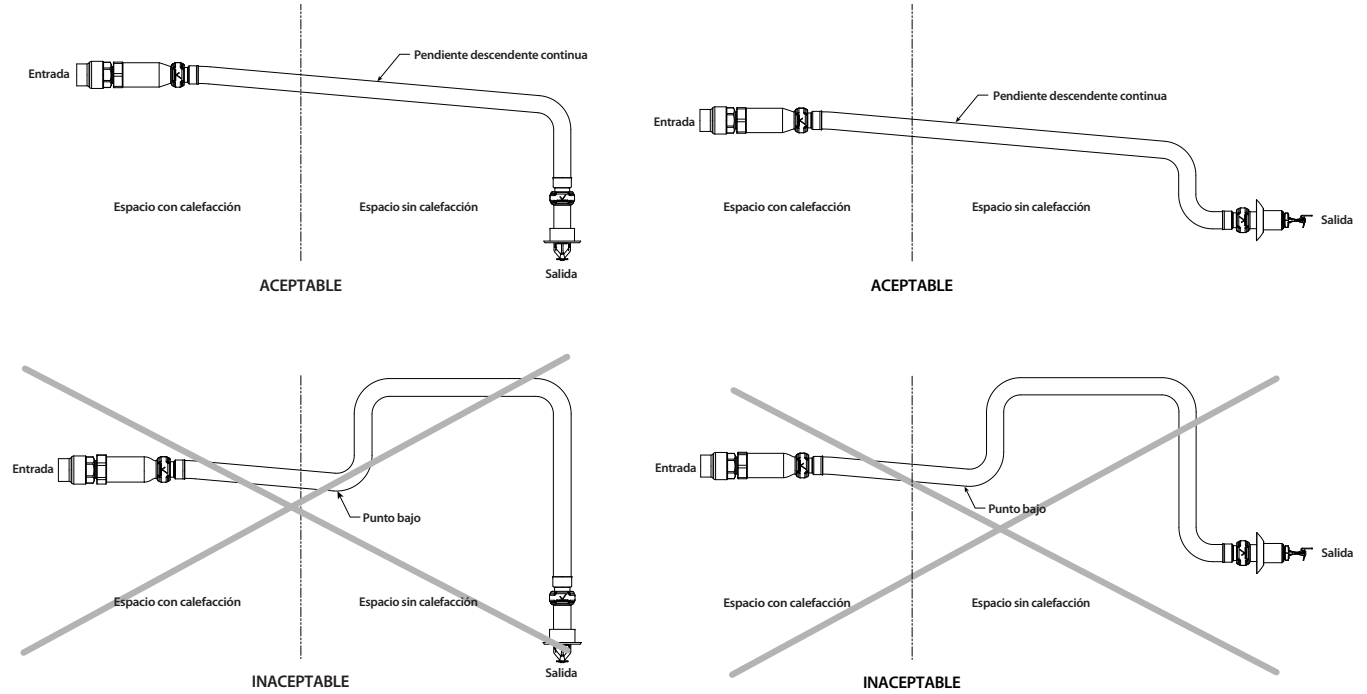 Pendiente descendente continua
Entrada
Espacio con calefacción
Espacio sin calefacción
Salida
ACEPTABLE
Pendiente descendente continua
Entrada
Espacio con calefacción
Espacio sin calefacción
Salida
ACEPTABLE
Entrada
Punto bajo
Espacio con calefacción
Espacio sin calefacción
Salida
INACEPTABLE
Entrada
Punto bajo
Salida
Espacio con calefacción
Espacio sin calefacción
INACEPTABLE